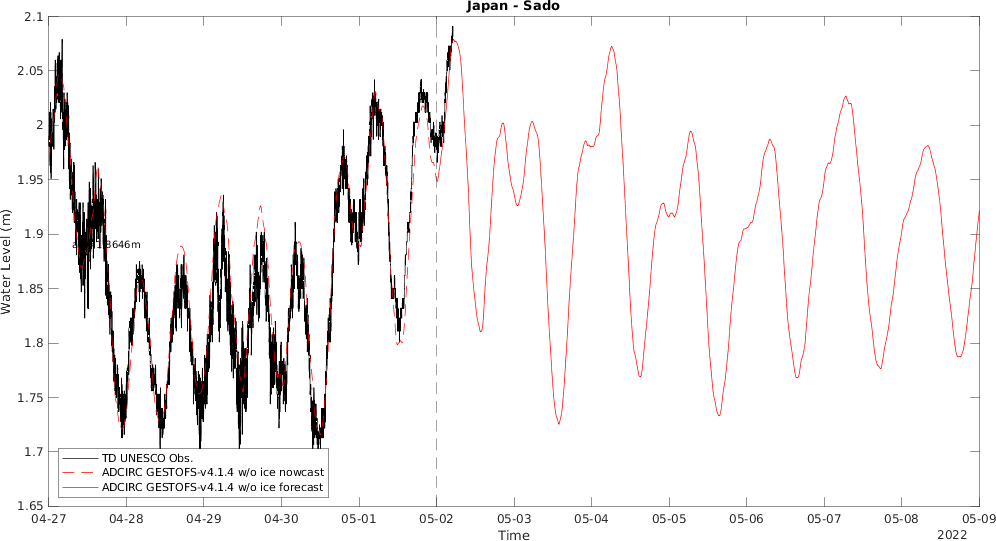 Japan - Sado
2.1
2.05
2
1.95
1.9
1.85
1.8
1.75
1.7
1.65
Water Level (m)
3646m
TD UNESCO Obs.
ADCIRC GESTOFS-v4.1.4 w/o ice nowcast
ADCIRC GESTOFS-v4.1.4 w/o ice forecast
04-27 04-28 04-29 04-30 05-01 05-02 05-03 05-04 05-05 05-06 05-07 05-08 05-09
Time
2022